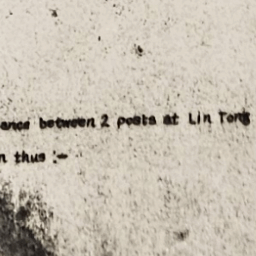 ance between 2 posts at Lin Tong
n thus :-